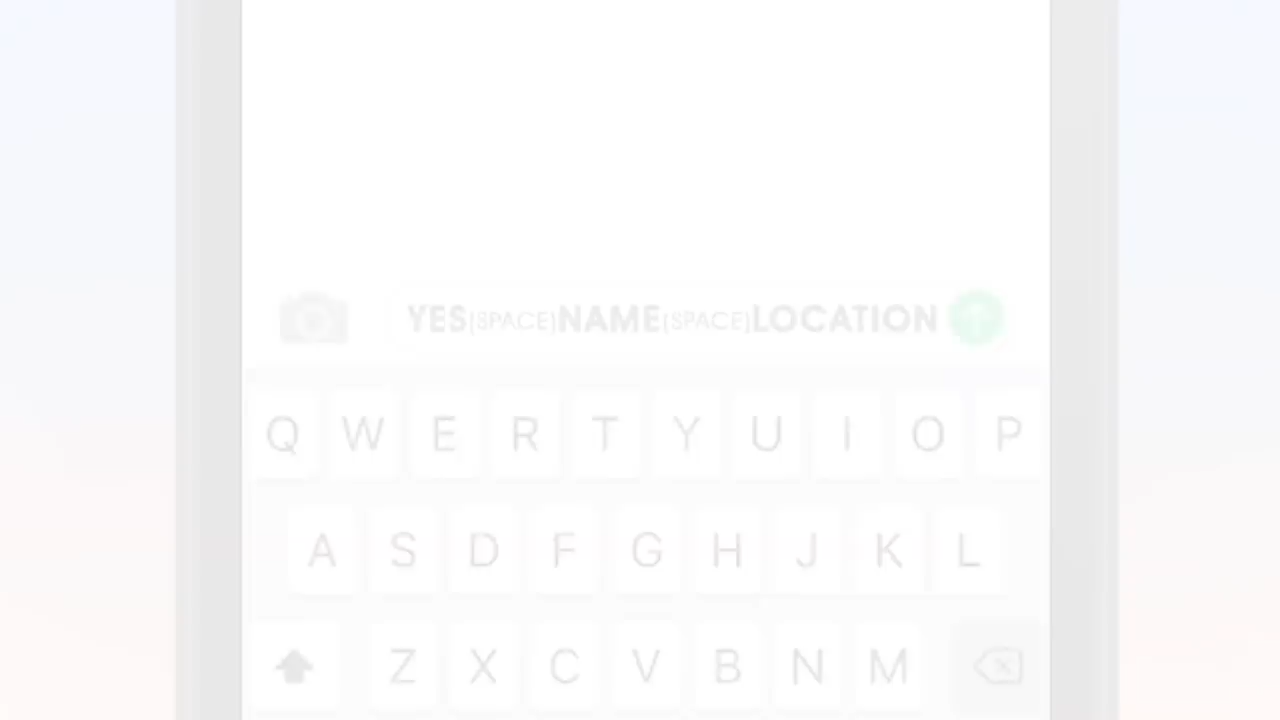 YES(SPACE)NAME(SPACE)LOCATION
Q W E R T Y U I O P
A S D F G H J K L
Z X C V B N M